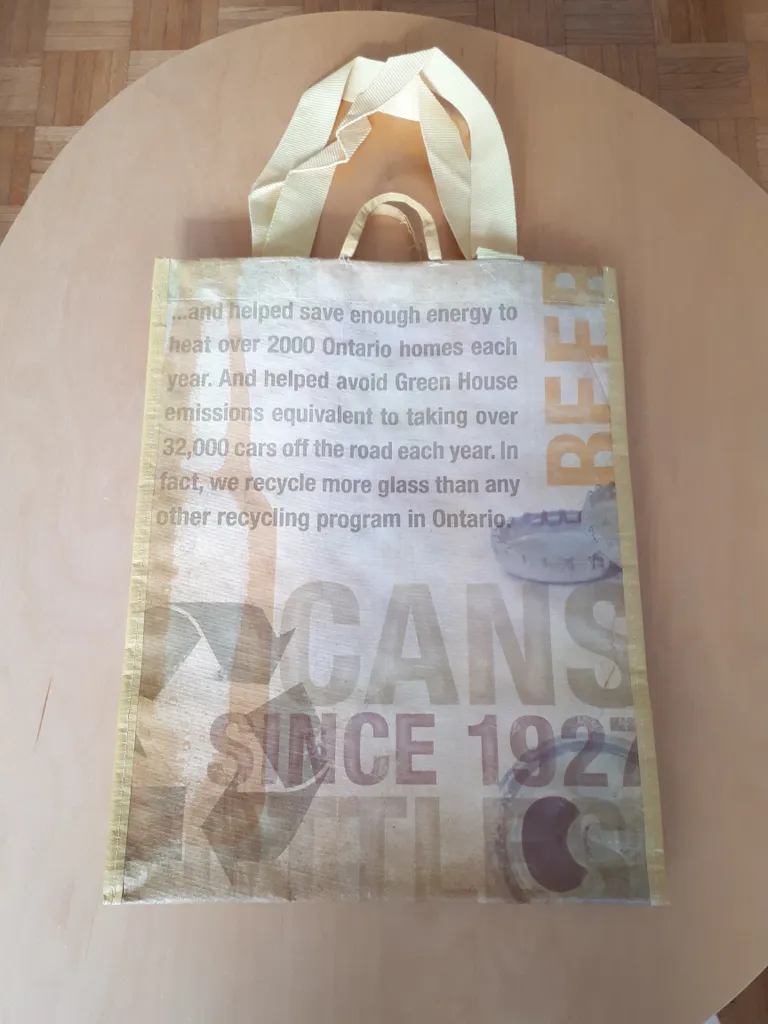 ...and helped save enough energy to
heat over 2000 Ontario homes each
year. And helped avoid Green House
emissions equivalent to taking over
32,000 cars off the road each year. In
fact, we recycle more glass than any
other recycling program in Ontario.
BEER
CANS
SINCE 1927